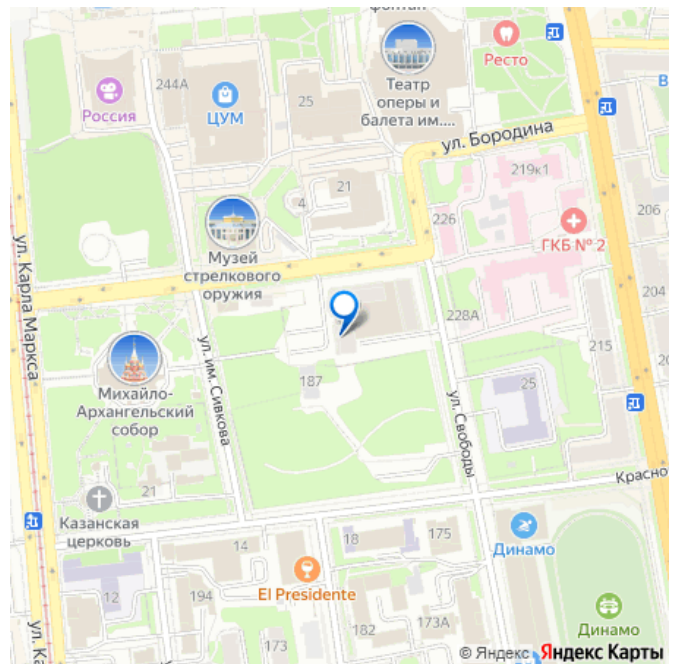 фонтан
Театр
оперы и
балета им....
Ресто
244А
Россия
ЦУМ
25
ул. Бородина
219к1
21
4
226
206
ГКБ № 2
Музей
стрелкового
оружия
ул. Карла Маркса
228А
204
215
ул. им. Сивкова
187
25
Михайло-
Архангельский
собор
ул. Свободы
21
Казанская
церковь
Красно
14
18
175
Динамо
El Presidente
12
194
173
182
173А
Динамо
© Яндекс Яндекс Карты